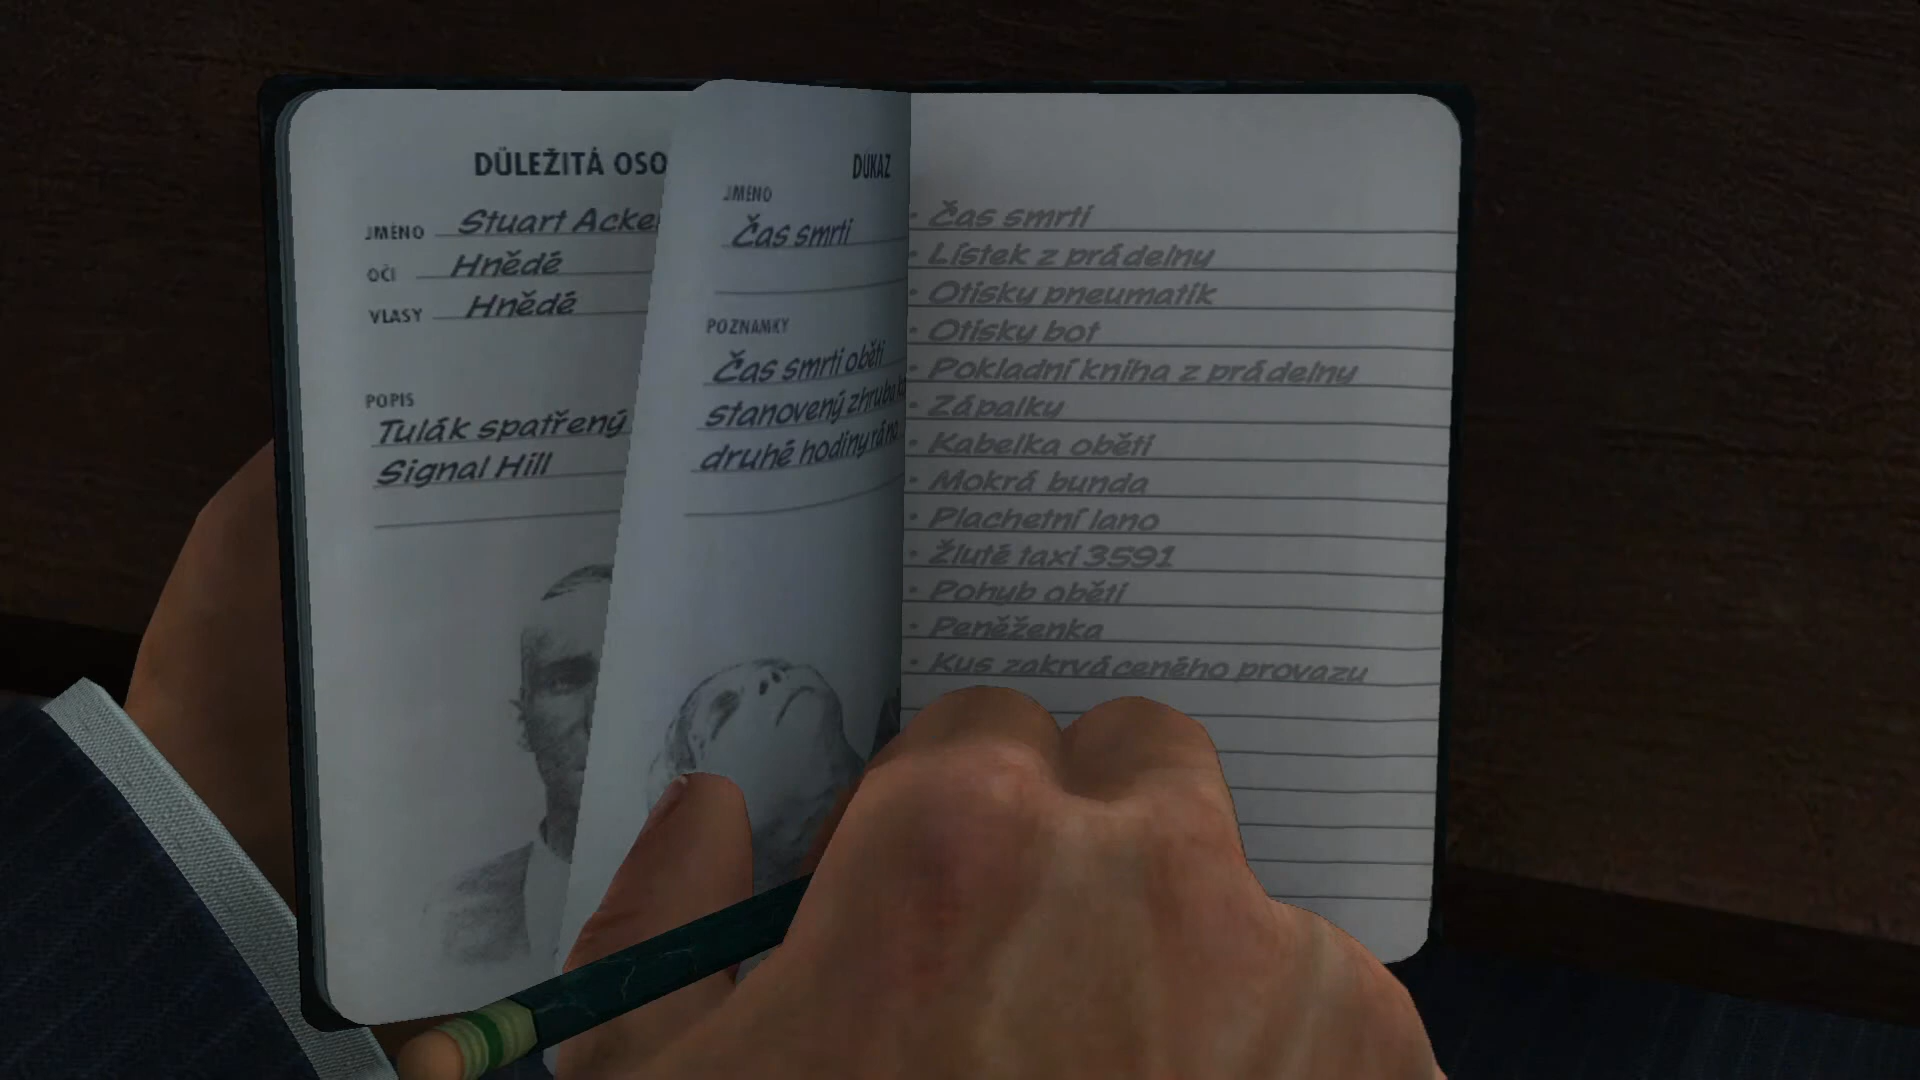 DŮLEŽITÁ OSO
JMÉNO Stuart Acke
OČI Hnědé
VLASY Hnědé
POPIS
Tulák spatřený
Signal Hill
DŮKAZ
JMÉNO
Čas smrti
POZNÁMKY
Čas smrti oběti
stanovený zhruba
druhé hodiny ráno
• Čas smrti
• Lístek z prádelny
• Otisky pneumatik
• Otisky bot
• Pokladní kniha z prádelny
• Zápalky
• Kabelka oběti
• Mokrá bunda
• Plachetní lano
• Žluté taxi 3591
• Pohyb oběti
• Peněženka
• Kus zakrváceného provazu